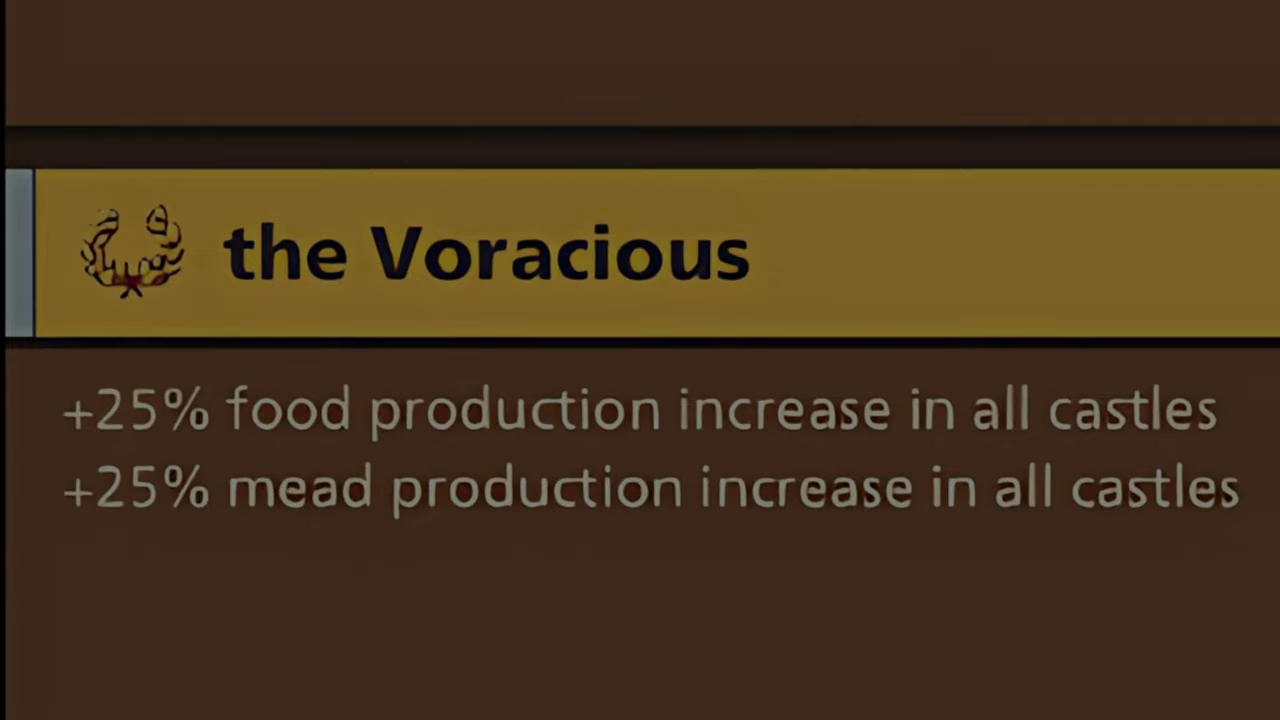 the Voracious
+25% food production increase in all castles
+25% mead production increase in all castles